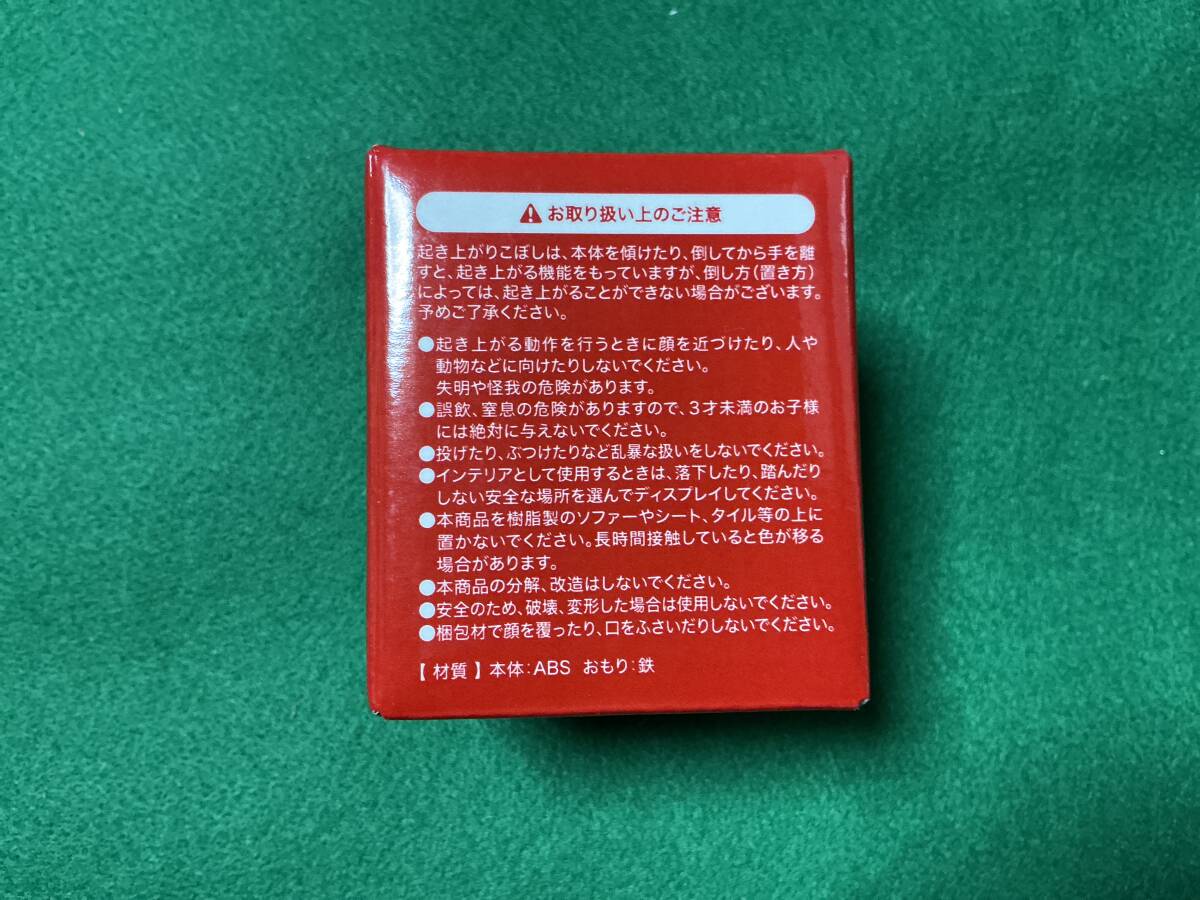 ⚠ お取り扱い上のご注意
起き上がりこぼしは、本体を傾けたり、倒してから手を離
すと、起き上がる機能をもっていますが、倒し方(置き方)
によっては、起き上がることができない場合がございます。
予めご了承ください。
●起き上がる動作を行うときに顔を近づけたり、人や
動物などに向けたりしないでください。
失明や怪我の危険があります。
●誤飲、窒息の危険がありますので、3才未満のお子様
には絶対に与えないでください。
●投げたり、ぶつけたりなど乱暴な扱いをしないでください。
●インテリアとして使用するときは、落下したり、踏んだり
しない安全な場所を選んでディスプレイしてください。
●本商品を樹脂製のソファーやシート、タイル等の上に
置かないでください。長時間接触していると色が移る
場合があります。
●本商品の分解、改造はしないでください。
●安全のため、破壊、変形した場合は使用しないでください。
●梱包材で顔を覆ったり、口をふさいだりしないでください。
【 材質 】 本体:ABS おもり:鉄